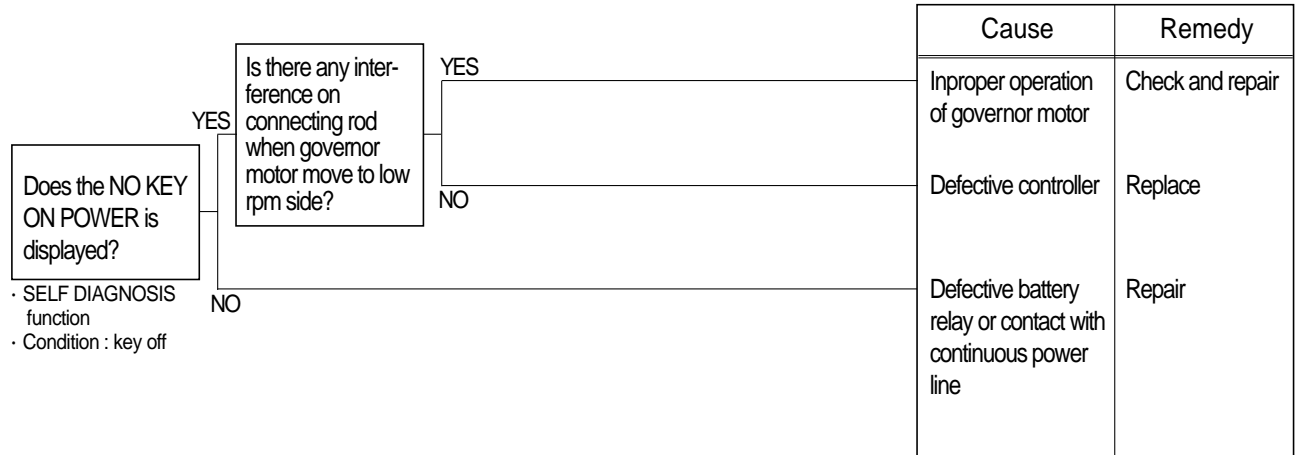 Cause
Remedy
Is there any inter-
ference on
connecting rod
when governor
motor move to low
rpm side?
YES
YES
NO
Inproper operation
of governor motor
Check and repair
Does the NO KEY
ON POWER is
displayed?
· SELF DIAGNOSIS
function
· Condition : key off
NO
Defective controller
Replace
Defective battery
relay or contact with
continuous power
line
Repair